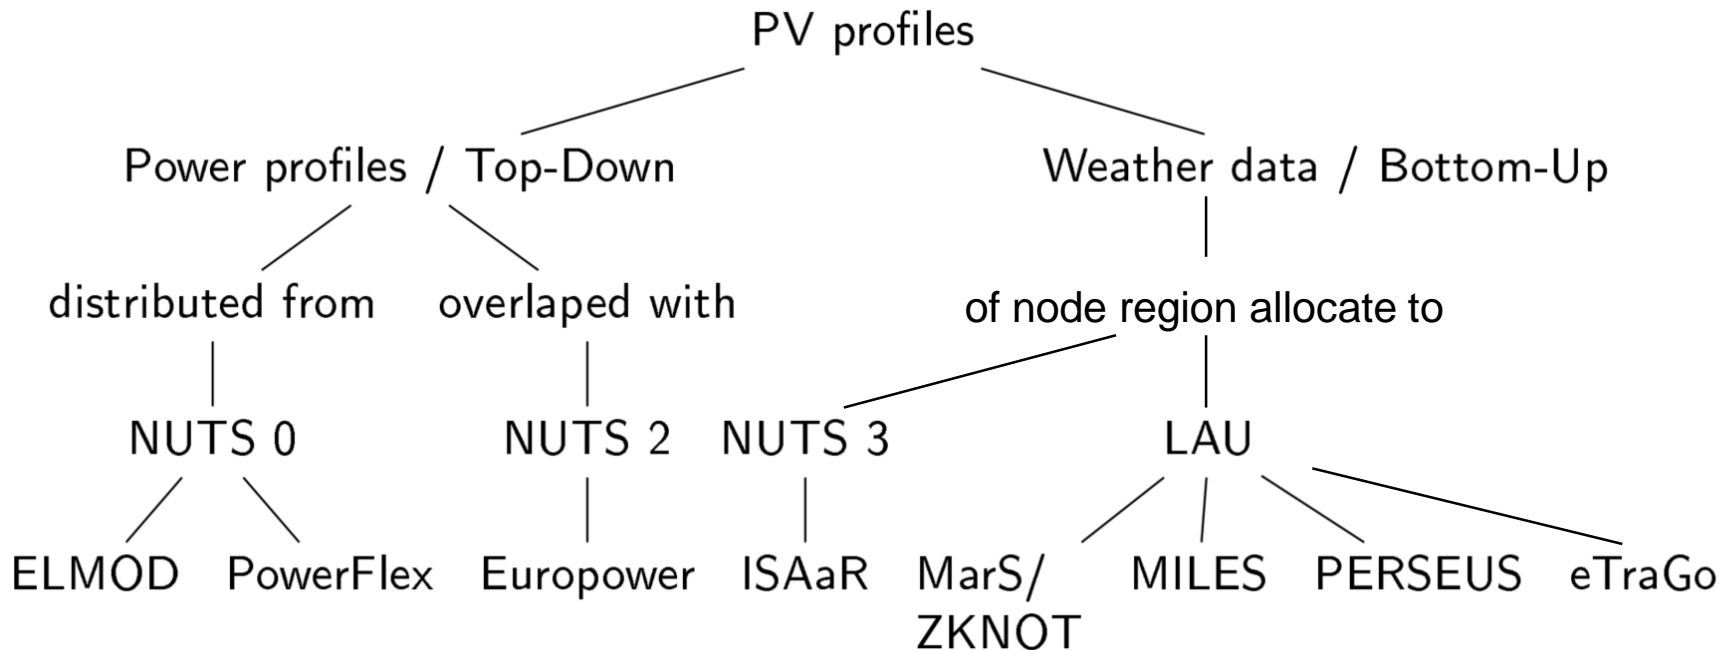 PV profiles
Power profiles / Top-Down
Weather data / Bottom-Up
distributed from
overlaped with
of node region allocate to
NUTS 0
NUTS 2
NUTS 3
LAU
ELMOD
PowerFlex
Europower
ISAaR
MarS/
ZKNOT
MILES
PERSEUS
eTraGo